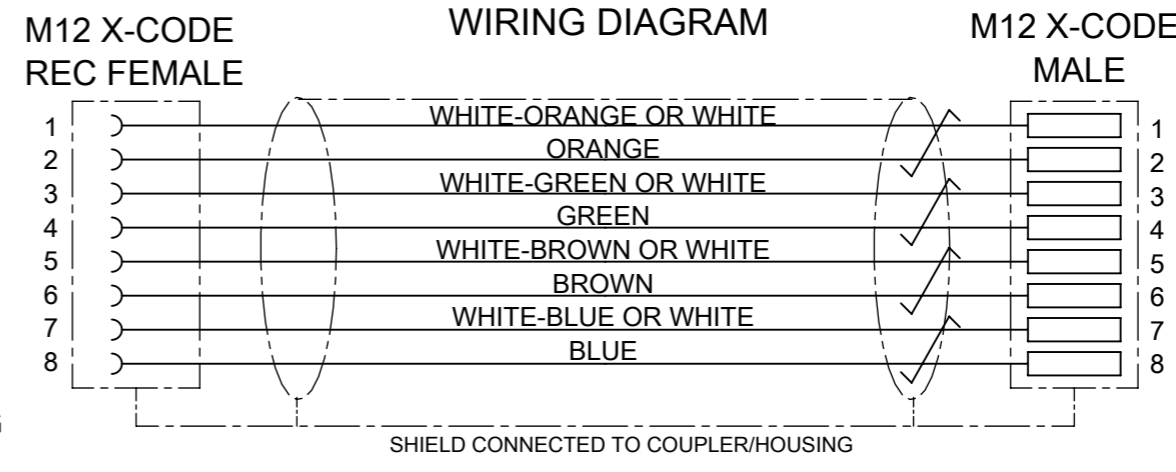 WIRING DIAGRAM
M12 X-CODE
REC FEMALE
M12 X-CODE
MALE
1 WHITE-ORANGE OR WHITE 1
2 ORANGE 2
3 WHITE-GREEN OR WHITE 3
4 GREEN 4
5 WHITE-BROWN OR WHITE 5
6 BROWN 6
7 WHITE-BLUE OR WHITE 7
8 BLUE 8
SHIELD CONNECTED TO COUPLER/HOUSING